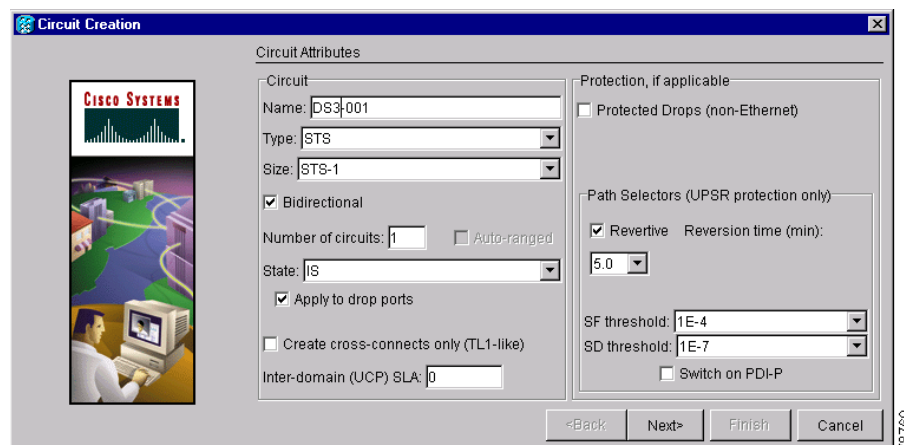 Circuit Creation
Circuit Attributes
CISCO SYSTEMS
Circuit
Name: DS3-001
Type: STS
Size: STS-1
Bidirectional
Number of circuits: 1 Auto-ranged
State: IS
Apply to drop ports
Create cross-connects only (TL1-like)
Inter-domain (UCP) SLA: 0
Protection, if applicable
Protected Drops (non-Ethernet)
Path Selectors (UPSR protection only)
Revertive Reversion time (min):
5.0
SF threshold: 1E-4
SD threshold: 1E-7
Switch on PDI-P
<Back Next> Finish Cancel